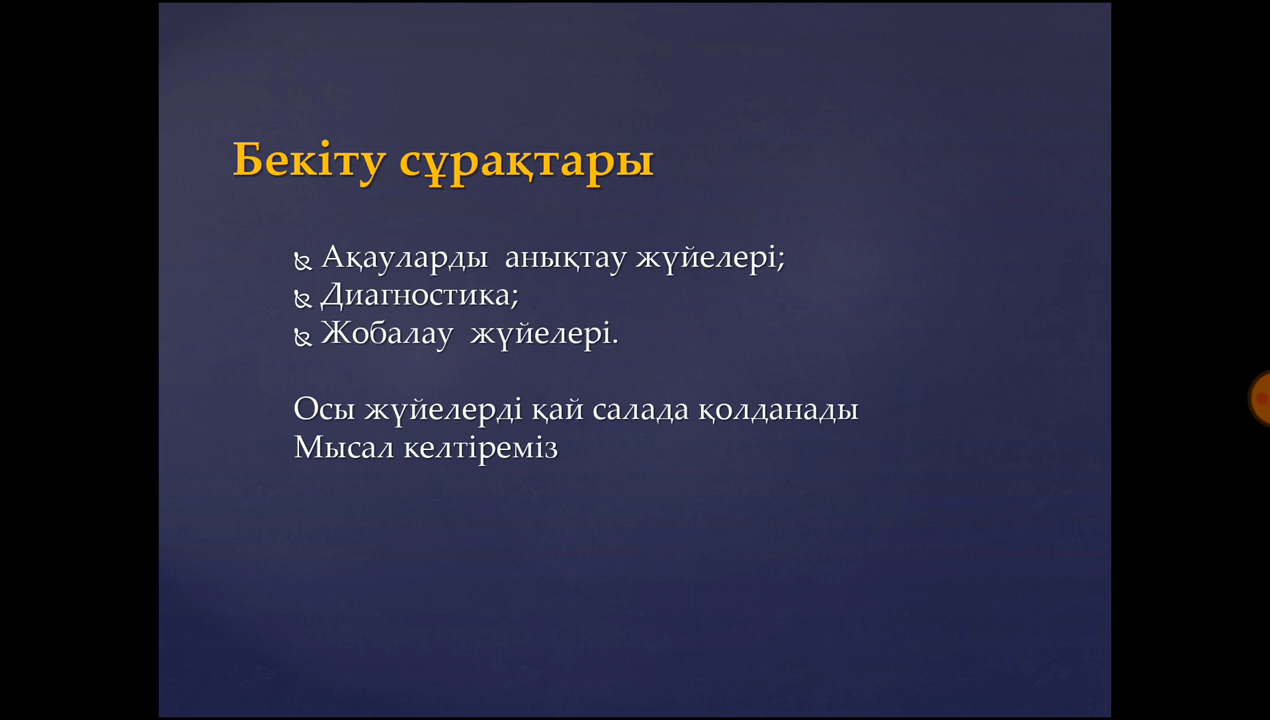 Бекіту сұрақтары
Ақауларды анықтау жүйелері;
Диагностика;
Жобалау жүйелері.
Осы жүйелерді қай салада қолданады
Мысал келтіреміз